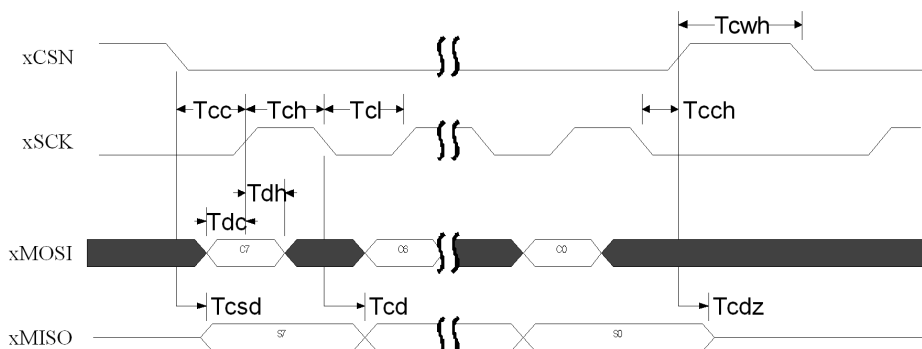 Tcwh
xCSN
Tcc Tch Tcl Tcch
xSCK
Tdh
Tdc
xMOSI C7 C6 C0
Tcsd Tcd Tcdz
xMISO S7 S0